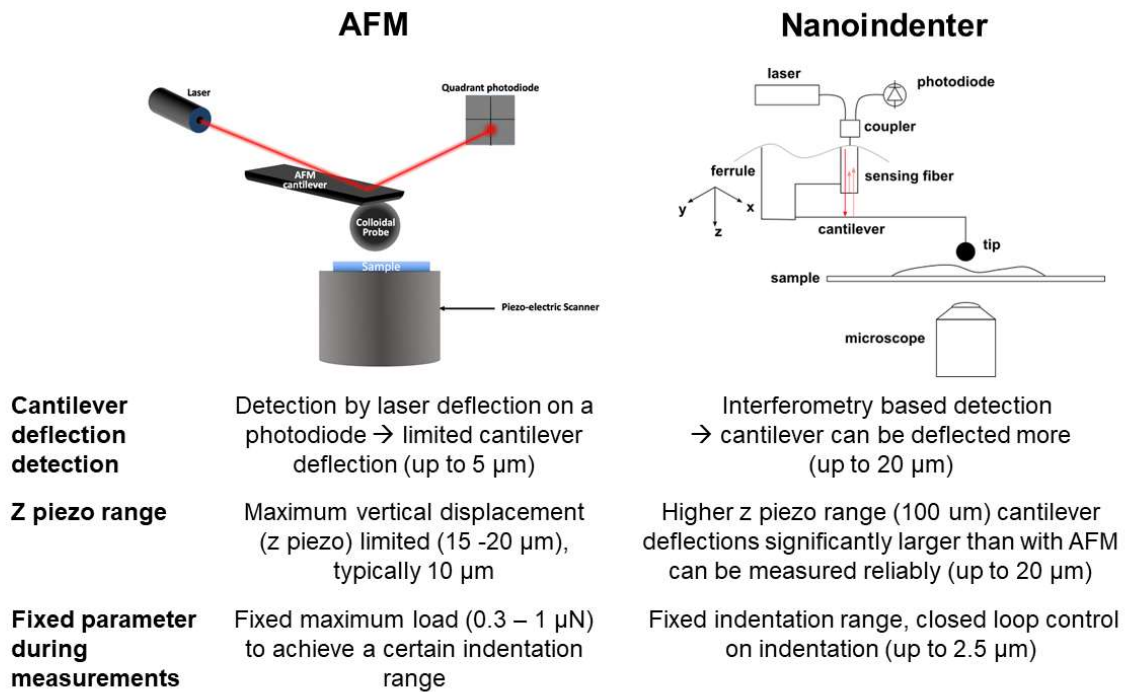 AFM
Nanoindenter
Laser
Quadrant photodiode
AFM
cantilever
Colloidal
Probe
Sample
Piezo-electric Scanner
laser
photodiode
coupler
ferrule
sensing fiber
y
x
z
cantilever
tip
sample
microscope
Cantilever
deflection
detection
Detection by laser deflection on a
photodiode → limited cantilever
deflection (up to 5 µm)
Interferometry based detection
→ cantilever can be deflected more
(up to 20 µm)
Z piezo range
Maximum vertical displacement
(z piezo) limited (15 -20 µm),
typically 10 µm
Higher z piezo range (100 um) cantilever
deflections significantly larger than with AFM
can be measured reliably (up to 20 µm)
Fixed parameter
during
measurements
Fixed maximum load (0.3 – 1 µN)
to achieve a certain indentation
range
Fixed indentation range, closed loop control
on indentation (up to 2.5 µm)